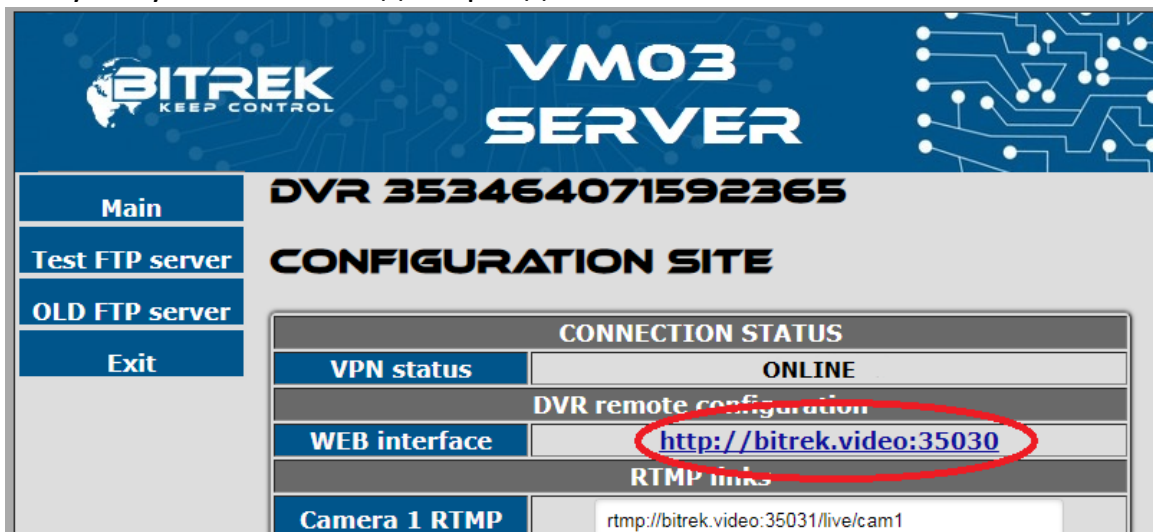 BITREK
KEEP CONTROL
VM03
SERVER
Main
Test FTP server
OLD FTP server
Exit
DVR 353464071592365
CONFIGURATION SITE
CONNECTION STATUS
VPN status ONLINE
DVR remote configuration
WEB interface http://bitrek.video:35030
RTMP links
Camera 1 RTMP rtmp://bitrek.video:35031/live/cam1